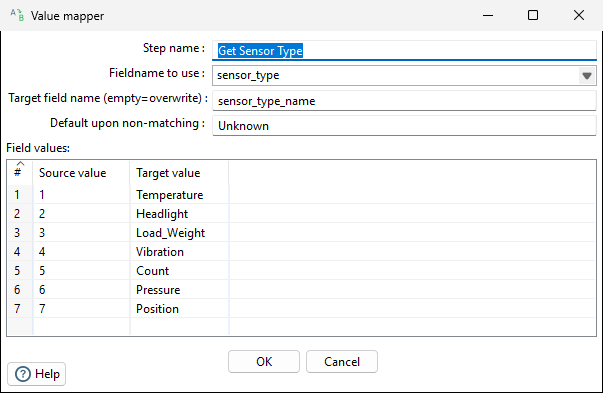 Value mapper
Step name : Get Sensor Type
Fieldname to use : sensor_type
Target field name (empty=overwrite) : sensor_type_name
Default upon non-matching : Unknown
Field values:
# Source value Target value
1 1 Temperature
2 2 Headlight
3 3 Load_Weight
4 4 Vibration
5 5 Count
6 6 Pressure
7 7 Position
OK Cancel
? Help